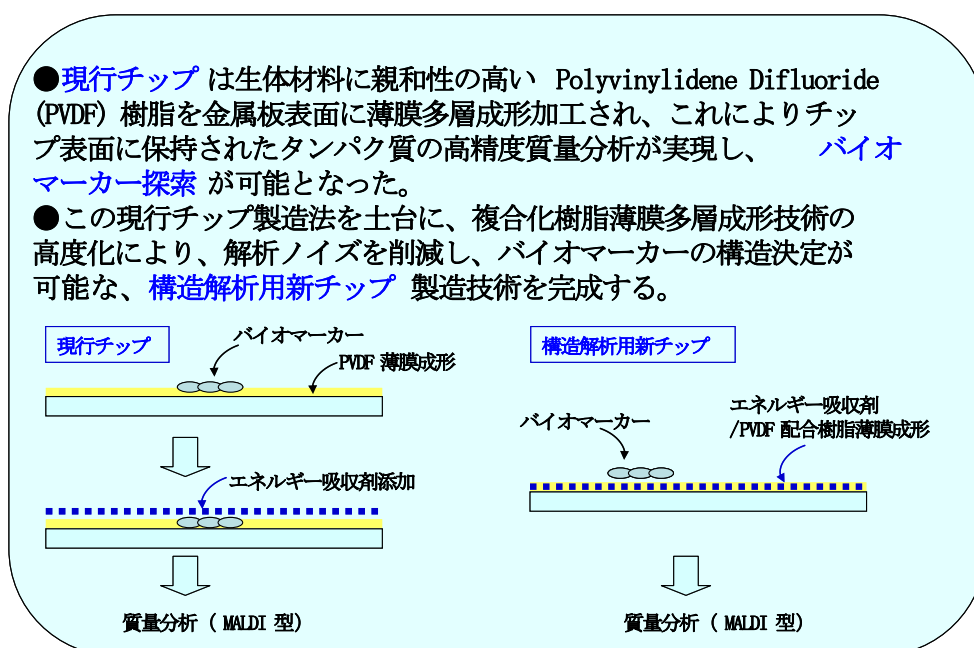 ●現行チップ は生体材料に親和性の高い Polyvinylidene Difluoride
(PVDF) 樹脂を金属板表面に薄膜多層成形加工され、これによりチッ
プ表面に保持されたタンパク質の高精度質量分析が実現し、 バイオ
マーカー探索 が可能となった。
●この現行チップ製造法を土台に、複合化樹脂薄膜多層成形技術の
高度化により、解析ノイズを削減し、バイオマーカーの構造決定が
可能な、構造解析用新チップ 製造技術を完成する。
現行チップ
バイオマーカー
PVDF 薄膜成形
エネルギー吸収剤添加
質量分析 ( MALDI 型)
構造解析用新チップ
バイオマーカー
エネルギー吸収剤
/PVDF 配合樹脂薄膜成形
質量分析 ( MALDI 型)